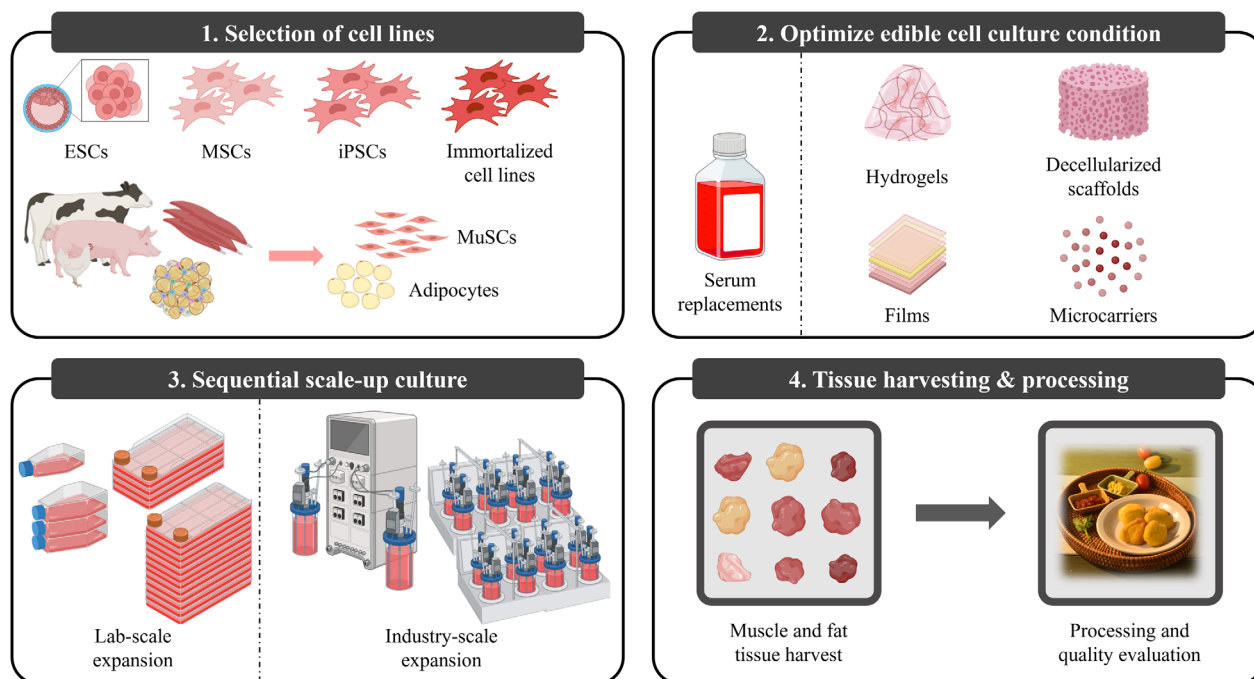 1. Selection of cell lines
ESCs
MSCs
iPSCs
Immortalized
cell lines
MuSCs
Adipocytes
2. Optimize edible cell culture condition
Serum
replacements
Hydrogels
Decellularized
scaffolds
Films
Microcarriers
3. Sequential scale-up culture
Lab-scale
expansion
Industry-scale
expansion
4. Tissue harvesting & processing
Muscle and fat
tissue harvest
Processing and
quality evaluation